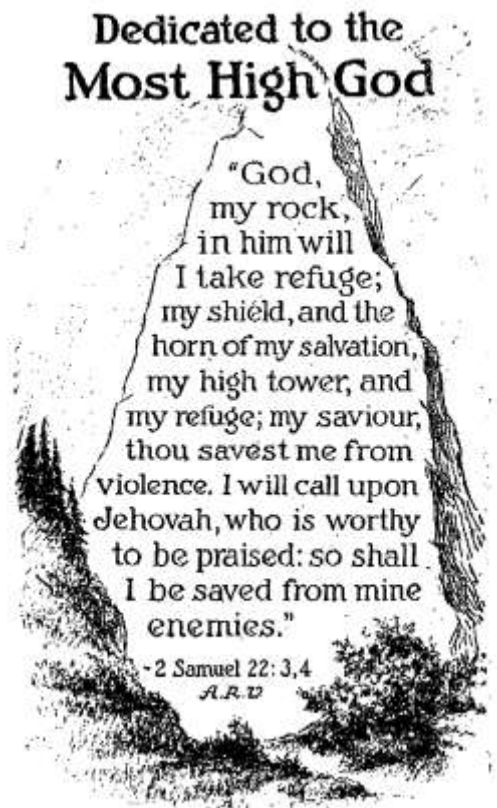 Dedicated to the
Most High God
"God,
my rock,
in him will
I take refuge;
my shield, and the
horn of my salvation,
my high tower, and
my refuge; my saviour,
thou savest me from
violence. I will call upon
Jehovah, who is worthy
to be praised: so shall
I be saved from mine
enemies."
-2 Samuel 22:3,4
A.R.V